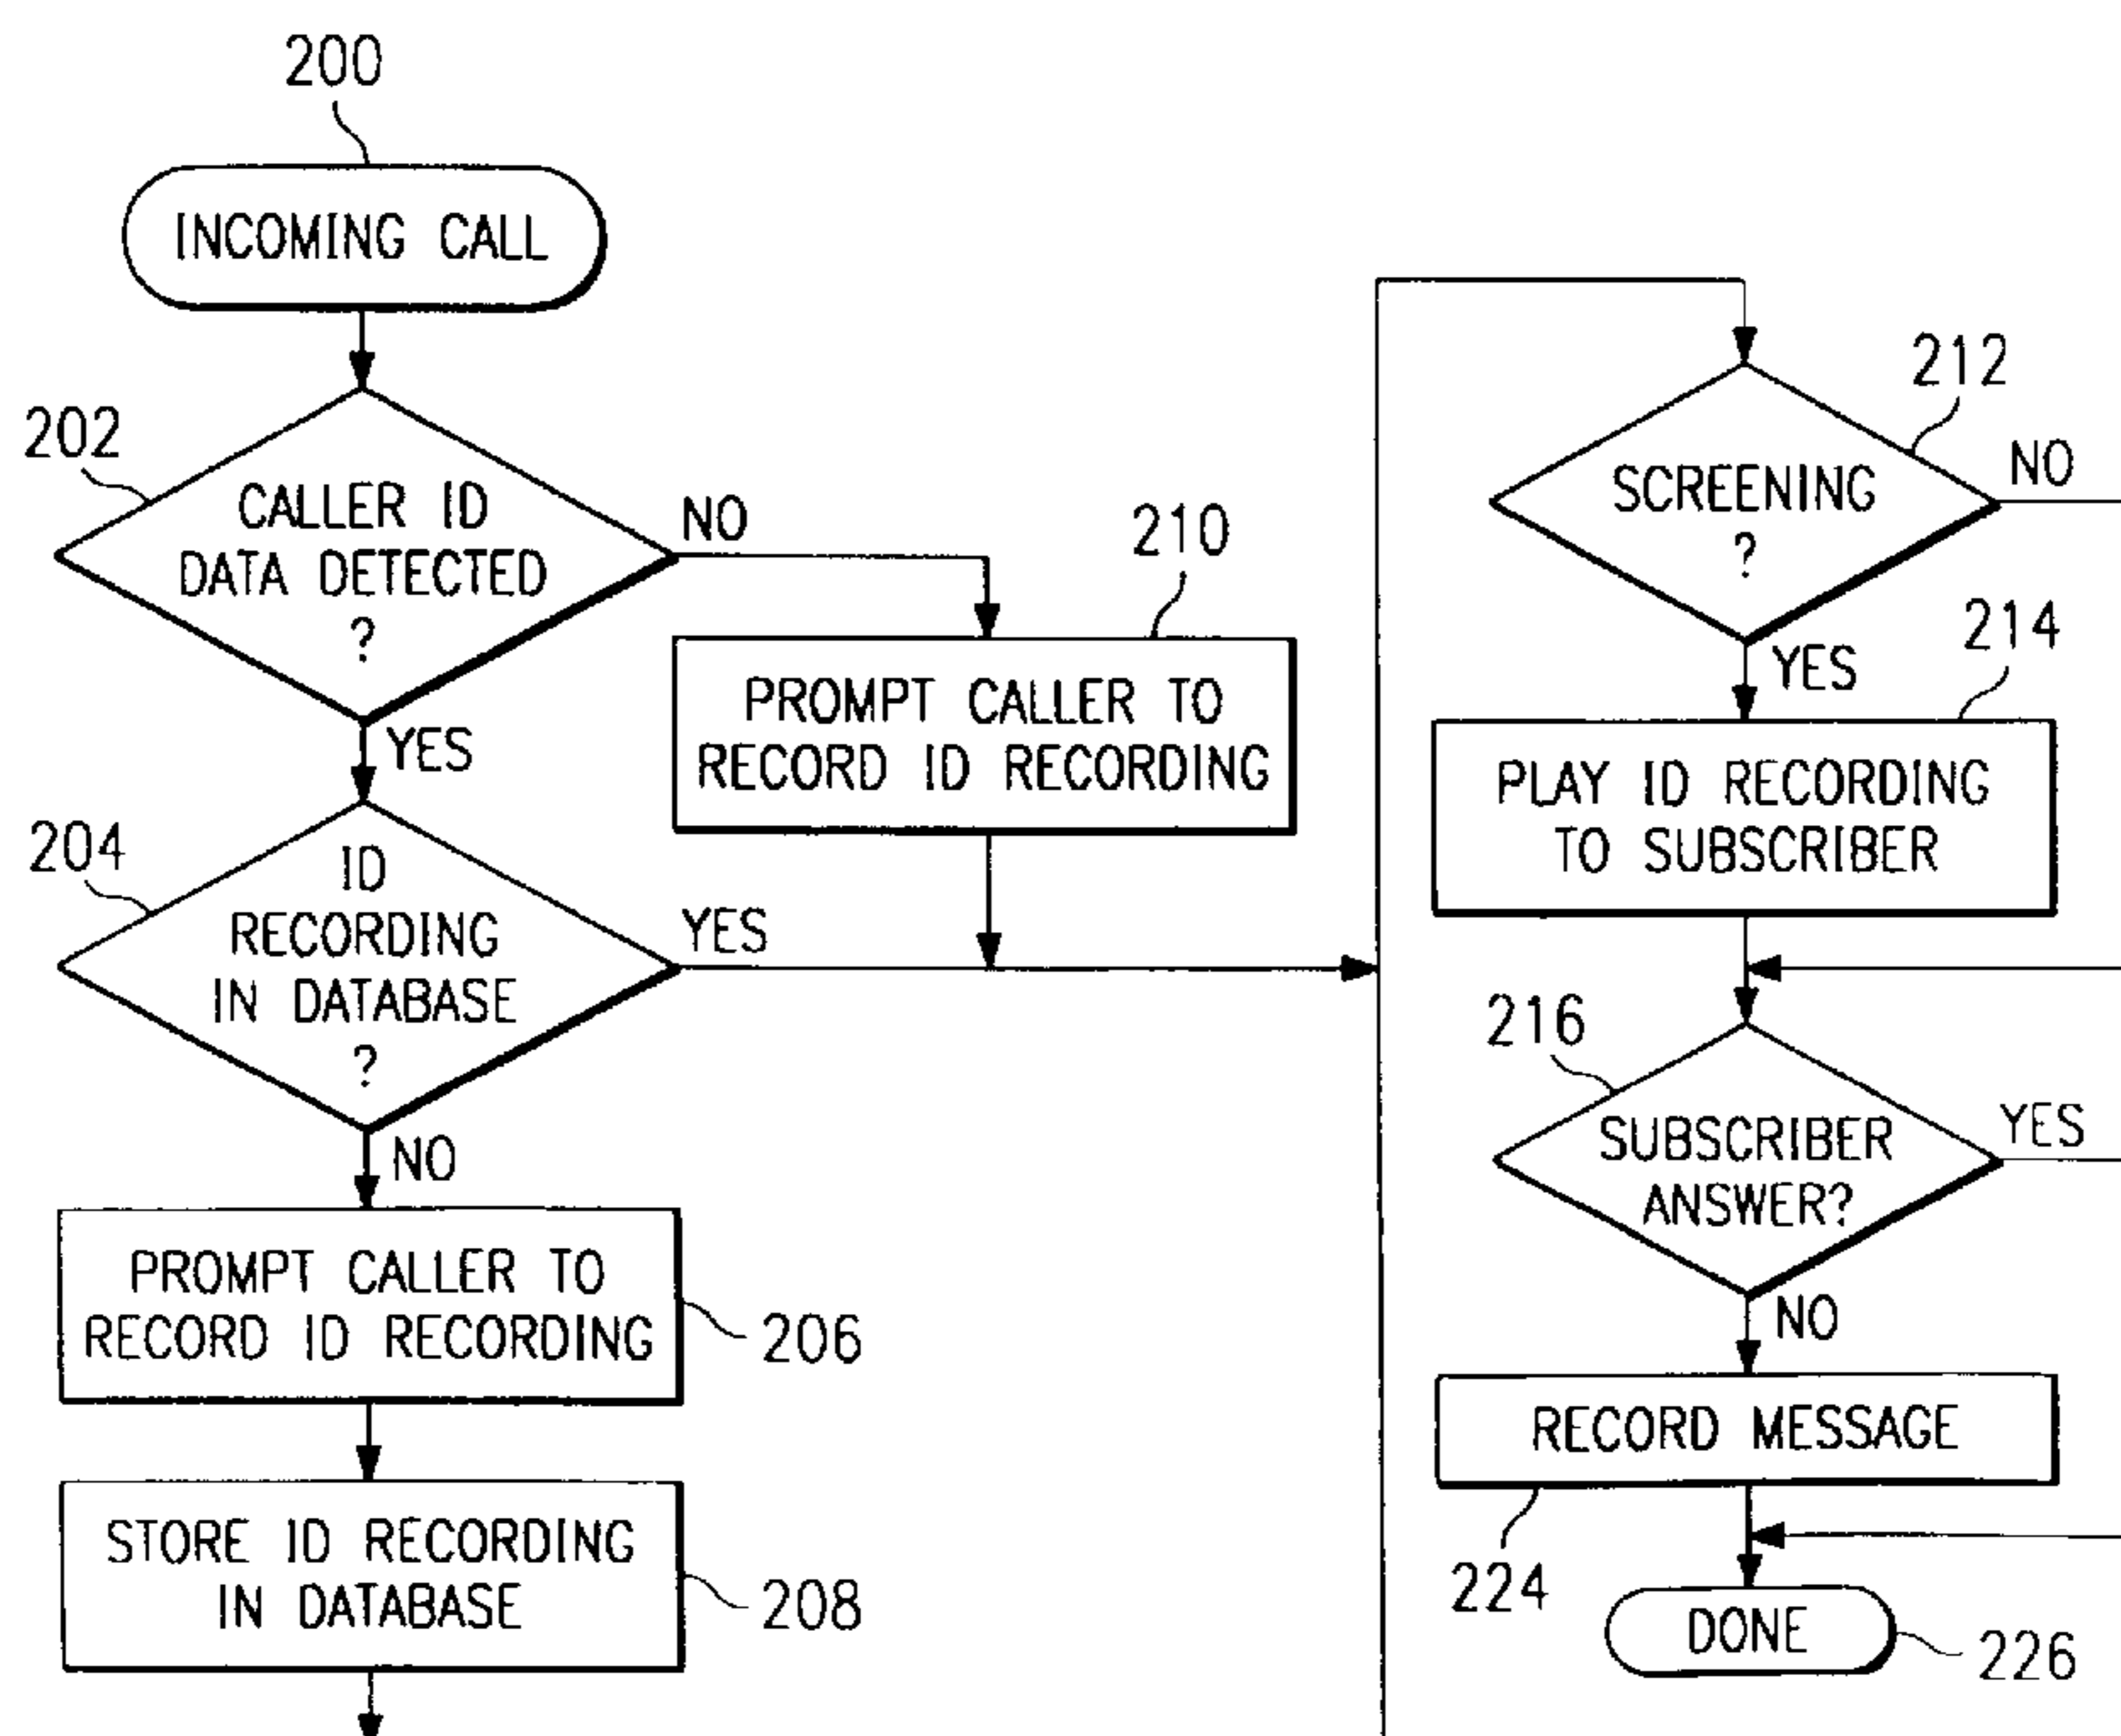 200
INCOMING CALL
202
CALLER ID
DATA DETECTED
?
NO
YES
210
PROMPT CALLER TO
RECORD ID RECORDING
204
ID
RECORDING
IN DATABASE
?
YES
NO
PROMPT CALLER TO
RECORD ID RECORDING
206
STORE ID RECORDING
IN DATABASE
208
212
SCREENING
?
NO
YES
214
PLAY ID RECORDING
TO SUBSCRIBER
216
SUBSCRIBER
ANSWER?
YES
NO
RECORD MESSAGE
224
DONE
226